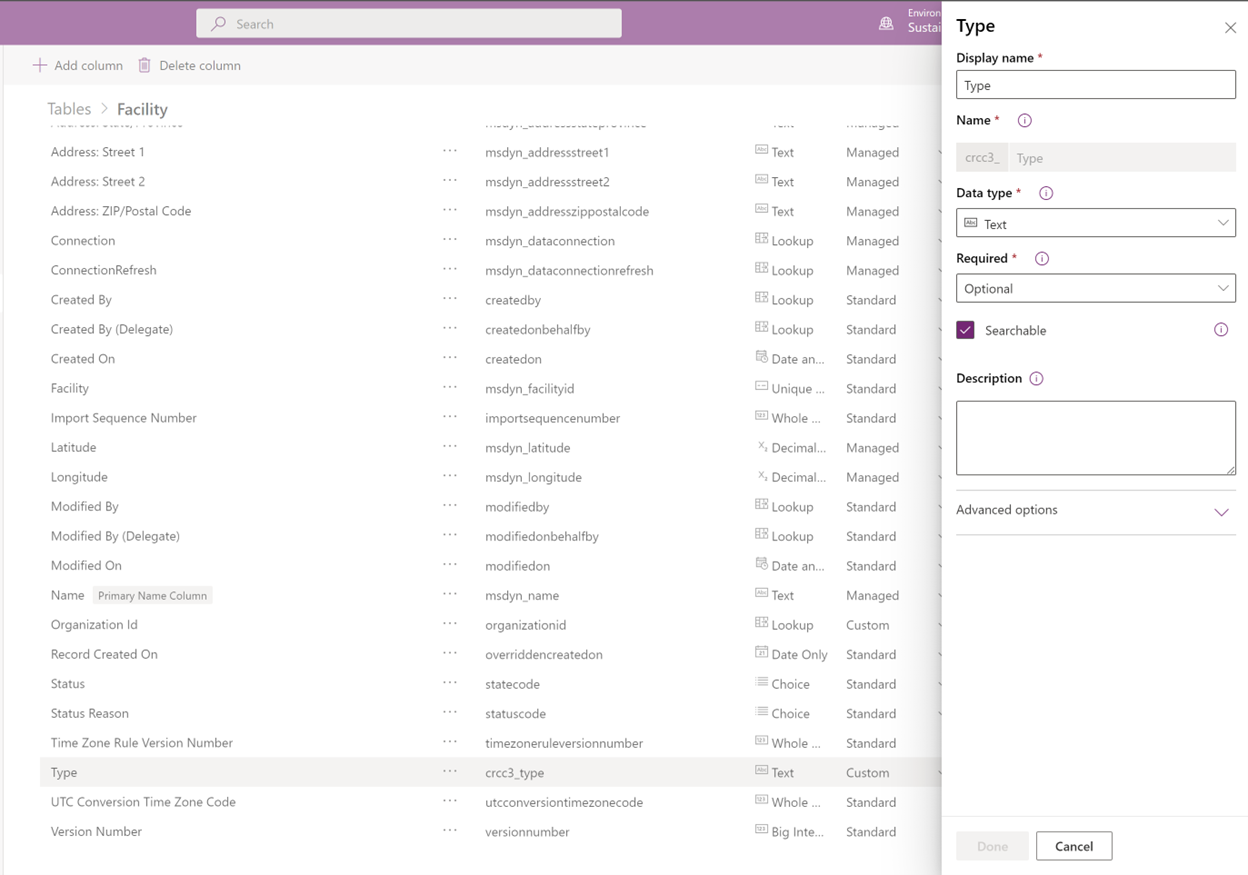 Search
Environ
Sustai
Add column
Delete column
Tables > Facility
Address: State/Province msdyn_addressstateprovince Text Managed
Address: Street 1 ··· msdyn_addressstreet1 Text Managed
Address: Street 2 ··· msdyn_addressstreet2 Text Managed
Address: ZIP/Postal Code ··· msdyn_addresszippostalcode Text Managed
Connection ··· msdyn_dataconnection Lookup Managed
ConnectionRefresh ··· msdyn_dataconnectionrefresh Lookup Managed
Created By ··· createdby Lookup Standard
Created By (Delegate) ··· createdonbehalfby Lookup Standard
Created On ··· createdon Date an... Standard
Facility ··· msdyn_facilityid Unique ... Standard
Import Sequence Number ··· importsequencenumber Whole ... Standard
Latitude ··· msdyn_latitude Decimal... Managed
Longitude ··· msdyn_longitude Decimal... Managed
Modified By ··· modifiedby Lookup Standard
Modified By (Delegate) ··· modifiedonbehalfby Lookup Standard
Modified On ··· modifiedon Date an... Standard
Name Primary Name Column ··· msdyn_name Text Managed
Organization Id ··· organizationid Lookup Custom
Record Created On ··· overriddencreatedon Date Only Standard
Status ··· statecode Choice Standard
Status Reason ··· statuscode Choice Standard
Time Zone Rule Version Number ··· timezoneruleversionnumber Whole ... Standard
Type ··· crcc3_type Text Custom
UTC Conversion Time Zone Code ··· utcconversiontimezonecode Whole ... Standard
Version Number ··· versionnumber Big Inte... Standard
Type
Display name *
Type
Name *
crcc3_ Type
Data type *
Abc Text
Required *
Optional
Searchable
Description
Advanced options
Done Cancel